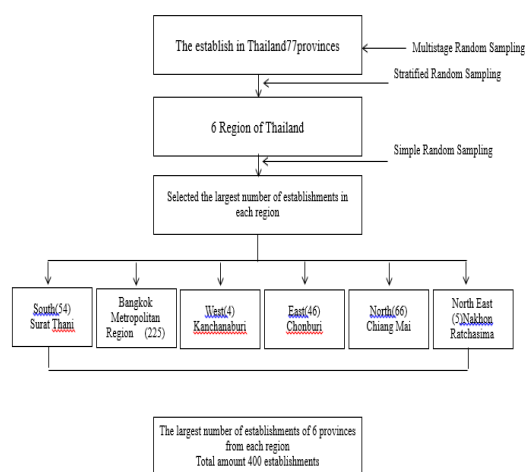 The establish in Thailand77provinces
Multistage Random Sampling
Stratified Random Sampling
6 Region of Thailand
Simple Random Sampling
Selected the largest number of establishments in
each region
South(54)
Surat Thani
Bangkok
Metropolitan
Region (225)
West(4)
Kanchanaburi
East(46)
Chonburi
North(66)
Chiang Mai
North East
(5)Nakhon
Ratchasima
The largest number of establishments of 6 provinces
from each region
Total amount 400 establishments